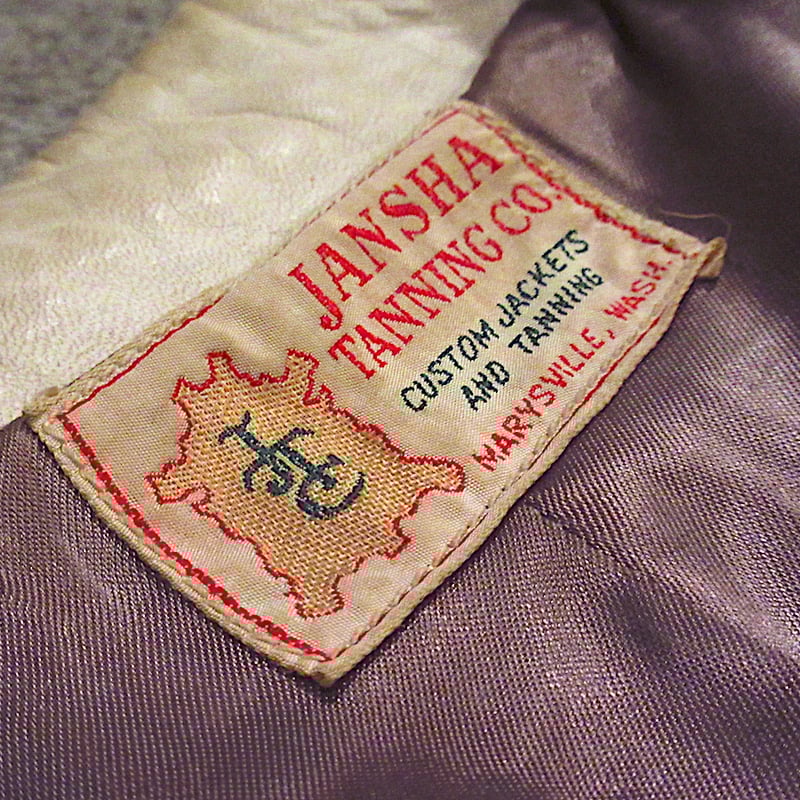 JANSHA
TANNING CO.
CUSTOM JACKETS
AND TANNING
MARYSVILLE, WASH.